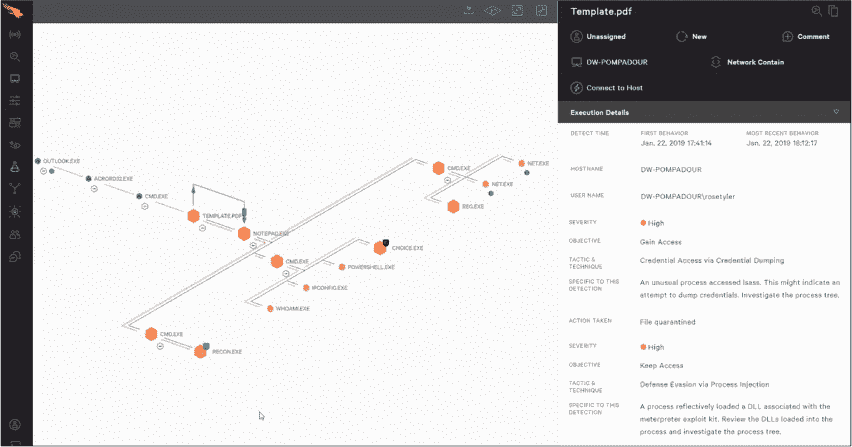 Template.pdf
Unassigned
New
Comment
DW-POMPADOUR
Network Contain
Connect to Host
Execution Details
DETECT TIME
FIRST BEHAVIOR
Jan. 22, 2019 17:41:14
MOST RECENT BEHAVIOR
Jan. 22, 2019 18:12:17
HOSTNAME
DW-POMPADOUR
USER NAME
DW-POMPADOUR\rosetyler
SEVERITY
High
OBJECTIVE
Gain Access
TACTIC &
TECHNIQUE
Credential Access via Credential Dumping
SPECIFIC TO THIS
DETECTION
An unusual process accessed lsass. This might indicate an
attempt to dump credentials. Investigate the process tree.
ACTION TAKEN
File quarantined
SEVERITY
High
OBJECTIVE
Keep Access
TACTIC &
TECHNIQUE
Defense Evasion via Process Injection
SPECIFIC TO THIS
DETECTION
A process reflectively loaded a DLL associated with the
meterpreter exploit kit. Review the DLLs loaded into the
process and investigate the process tree.
OUTLOOK.EXE
ACRORD32.EXE
CMD.EXE
TEMPLATE.PDF
NOTEPAD.EXE
CMD.EXE
CHOICE.EXE
POWERSHELL.EXE
IPCONFIG.EXE
WHOAMI.EXE
CMD.EXE
NET.EXE
NET.EXE
REG.EXE
CMD.EXE
RECON.EXE